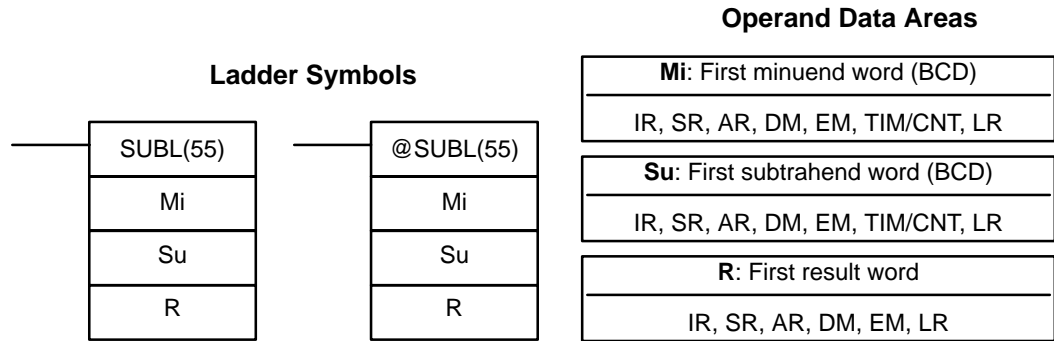 Ladder Symbols
SUBL(55)
Mi
Su
R
@SUBL(55)
Mi
Su
R
Operand Data Areas
Mi: First minuend word (BCD)
IR, SR, AR, DM, EM, TIM/CNT, LR
Su: First subtrahend word (BCD)
IR, SR, AR, DM, EM, TIM/CNT, LR
R: First result word
IR, SR, AR, DM, EM, LR